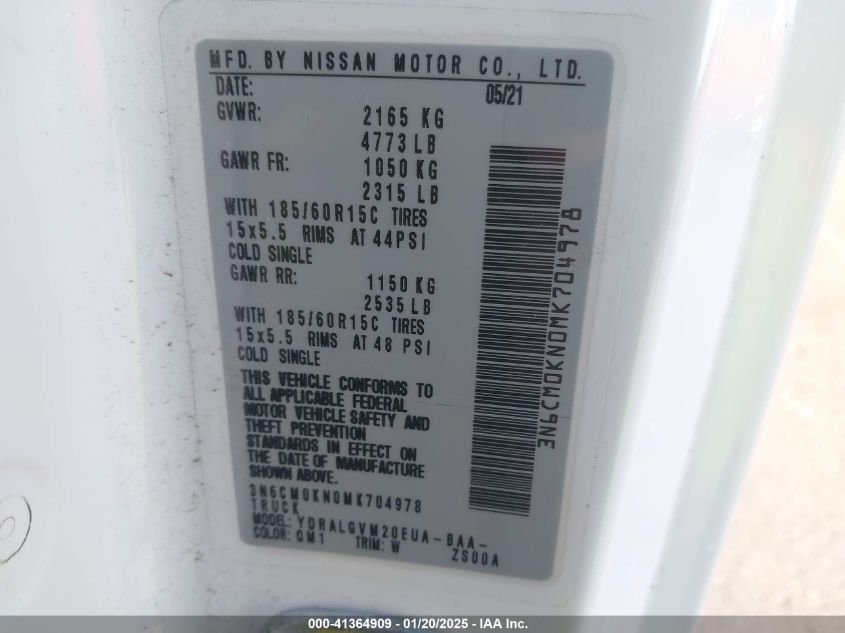 MFD. BY NISSAN MOTOR CO., LTD.
DATE: 05/21
GVWR: 2165 KG
4773 LB
GAWR FR: 1050 KG
2315 LB
WITH 185/60R15C TIRES
15x5.5 RIMS AT 44PSI
COLD SINGLE
GAWR RR: 1150 KG
2535 LB
WITH 185/60R15C TIRES
15x5.5 RIMS AT 48 PSI
COLD SINGLE
THIS VEHICLE CONFORMS TO
ALL APPLICABLE FEDERAL
MOTOR VEHICLE SAFETY AND
THEFT PREVENTION
STANDARDS IN EFFECT ON
THE DATE OF MANUFACTURE
SHOWN ABOVE.
3N6CM0KN0MK704978
TRUCK
MODEL: YDRALGVM20EUA-BAA-
ZS00A
COLOR: QM1 TRIM: W
3N6CM0KN0MK704978
000-41364909 — 01/20/2025 — IAA Inc.